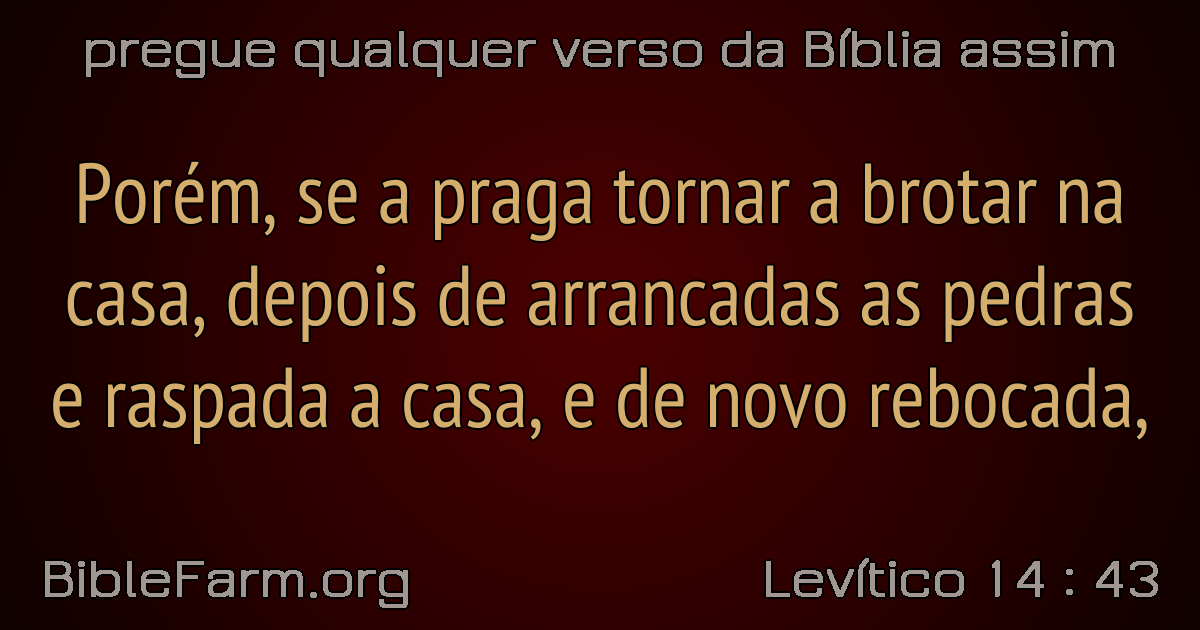 pregue qualquer verso da Bíblia assim
Porém, se a praga tornar a brotar na
casa, depois de arrancadas as pedras
e raspada a casa, e de novo rebocada,
BibleFarm.org
Levítico 14 : 43